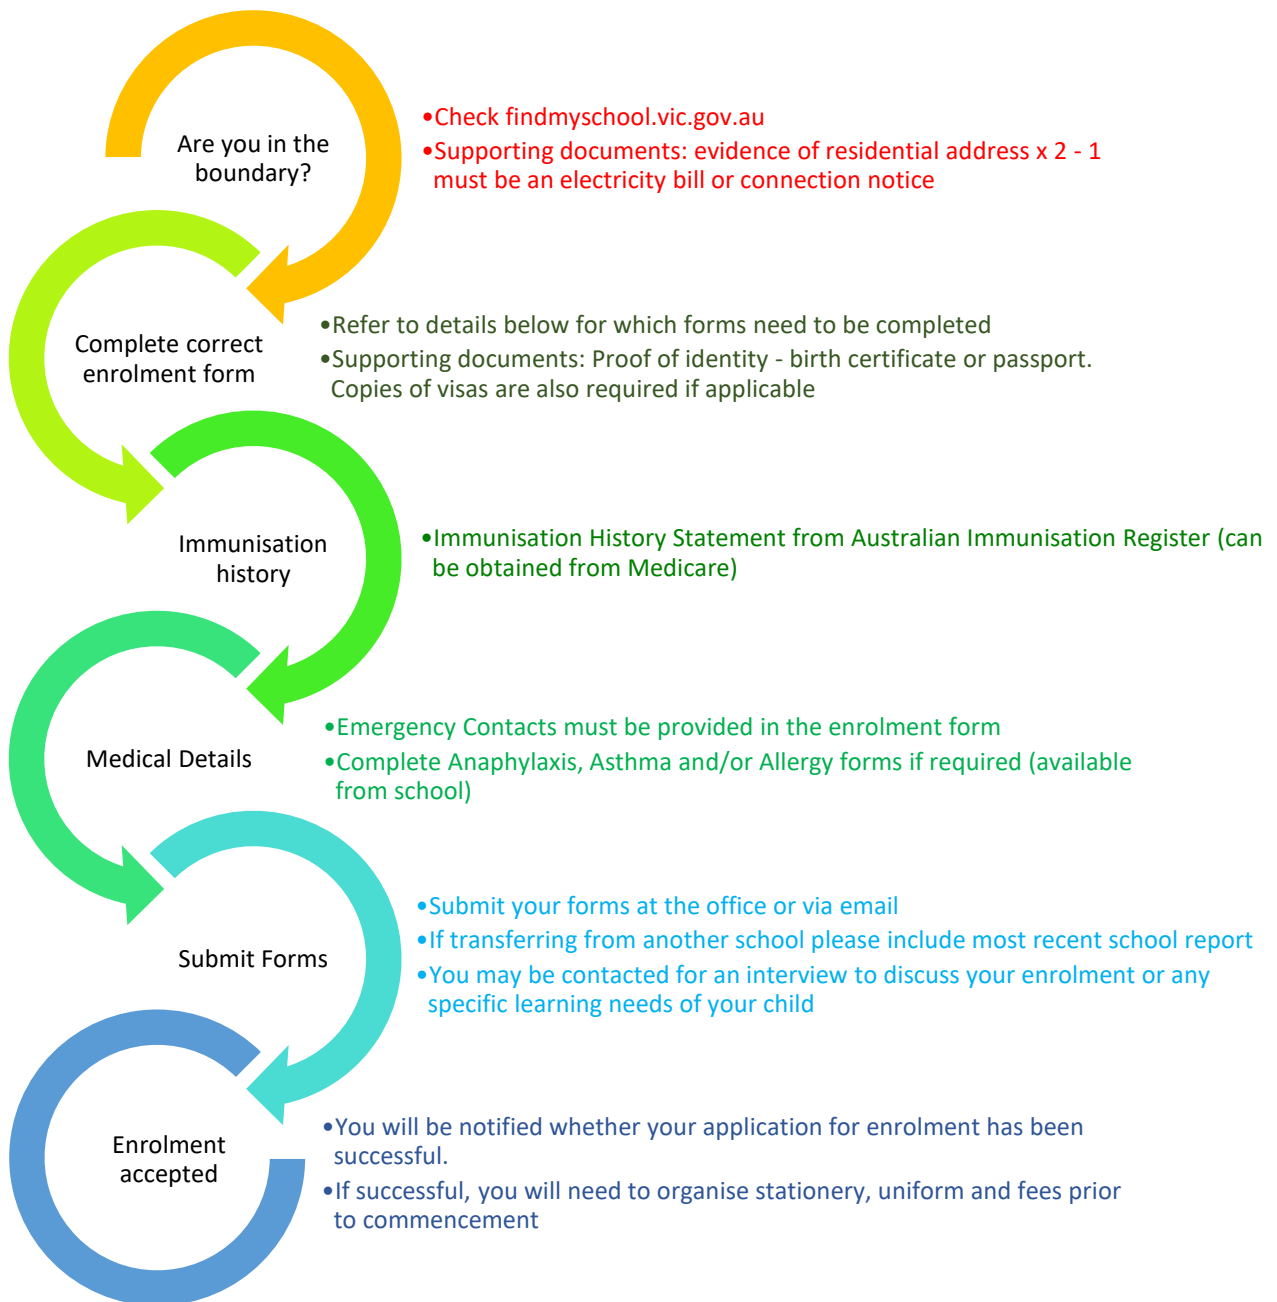 Are you in the
boundary?
•Check findmyschool.vic.gov.au
•Supporting documents: evidence of residential address x 2 - 1
must be an electricity bill or connection notice
Complete correct
enrolment form
•Refer to details below for which forms need to be completed
•Supporting documents: Proof of identity - birth certificate or passport.
Copies of visas are also required if applicable
Immunisation
history
•Immunisation History Statement from Australian Immunisation Register (can
be obtained from Medicare)
Medical Details
•Emergency Contacts must be provided in the enrolment form
•Complete Anaphylaxis, Asthma and/or Allergy forms if required (available
from school)
Submit Forms
•Submit your forms at the office or via email
•If transferring from another school please include most recent school report
•You may be contacted for an interview to discuss your enrolment or any
specific learning needs of your child
Enrolment
accepted
•You will be notified whether your application for enrolment has been
successful.
•If successful, you will need to organise stationery, uniform and fees prior
to commencement